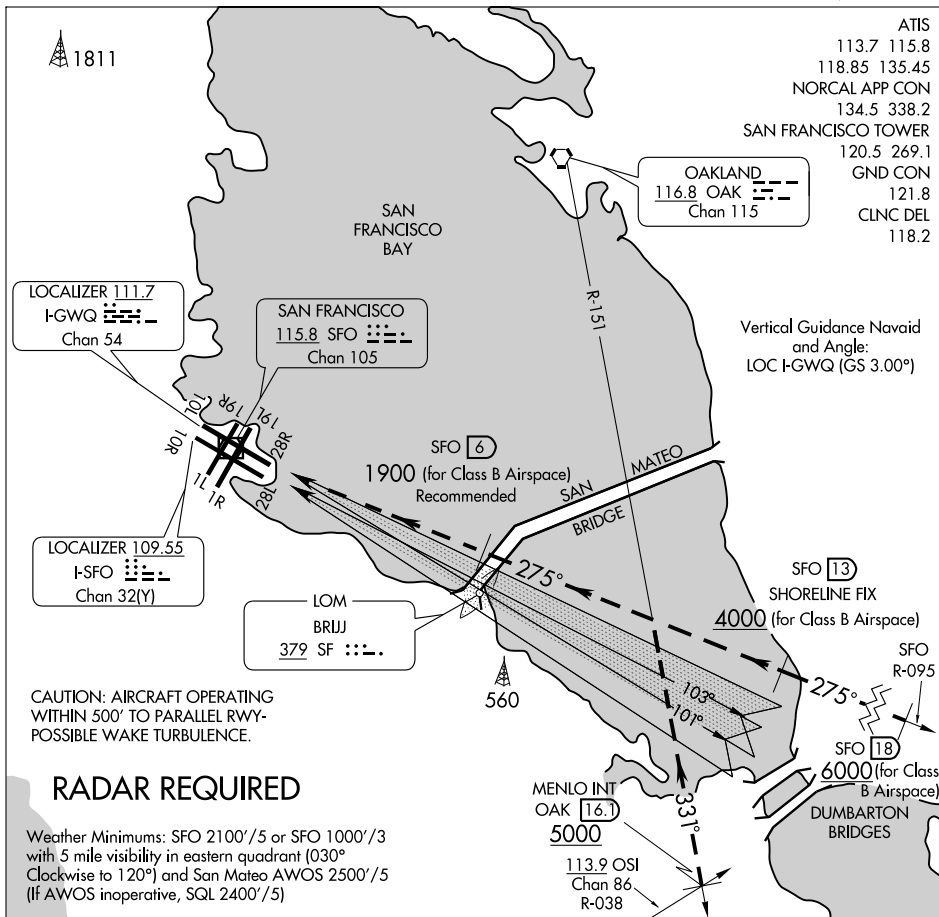 1811
ATIS
113.7 115.8
118.85 135.45
NORCAL APP CON
134.5 338.2
SAN FRANCISCO TOWER
120.5 269.1
GND CON
121.8
CLNC DEL
118.2
OAKLAND
116.8 OAK
Chan 115
SAN
FRANCISCO
BAY
R-151
LOCALIZER 111.7
I-GWQ
Chan 54
SAN FRANCISCO
115.8 SFO
Chan 105
Vertical Guidance Navaid
and Angle:
LOC I-GWQ (GS 3.00°)
10L
19R
19L
10R
28R
1L
1R
28L
SFO 6
1900 (for Class B Airspace)
Recommended
SAN MATEO
BRIDGE
LOCALIZER 109.55
I-SFO
Chan 32(Y)
275°
SFO 13
SHORELINE FIX
4000 (for Class B Airspace)
LOM
BRIJJ
379 SF
SFO
R-095
275°
560
103°
101°
CAUTION: AIRCRAFT OPERATING
WITHIN 500' TO PARALLEL RWY-
POSSIBLE WAKE TURBULENCE.
SFO 18
6000 (for Class
B Airspace)
RADAR REQUIRED
MENLO INT
OAK 16.1
5000
331°
DUMBARTON
BRIDGES
Weather Minimums: SFO 2100'/5 or SFO 1000'/3
with 5 mile visibility in eastern quadrant (030°
Clockwise to 120°) and San Mateo AWOS 2500'/5
(If AWOS inoperative, SQL 2400'/5)
113.9 OSI
Chan 86
R-038